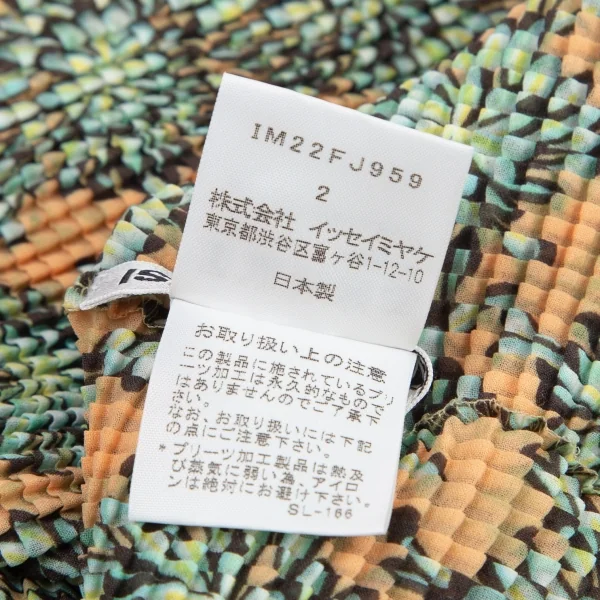 IM22FJ959
2
株式会社 イッセイミヤケ
東京都渋谷区富ヶ谷1-12-10
日本製
IS
お取り扱い上の注意
この製品に施されているプリ
ーツ加工は永久的なもので
はありませんのでご了承下
さい。
なお、お取り扱いには下記
の点にご注意下さい。
*プリーツ加工製品は熱及
び蒸気に弱い為、アイロ
ンは絶対にお避け下さい。
SL-166